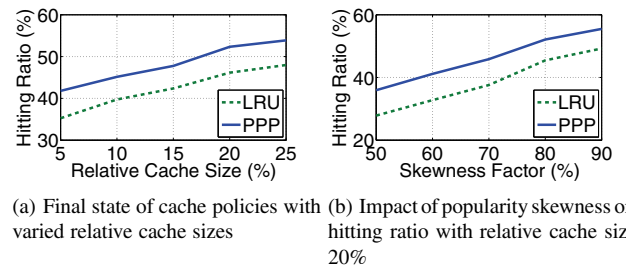 Hitting Ratio (%)
60
50
40
30
LRU
PPP
5 10 15 20 25
Relative Cache Size (%)
(a) Final state of cache policies with
varied relative cache sizes
Hitting Ratio (%)
60
40
20
LRU
PPP
50 60 70 80 90
Skewness Factor (%)
(b) Impact of popularity skewness o
hitting ratio with relative cache siz
20%